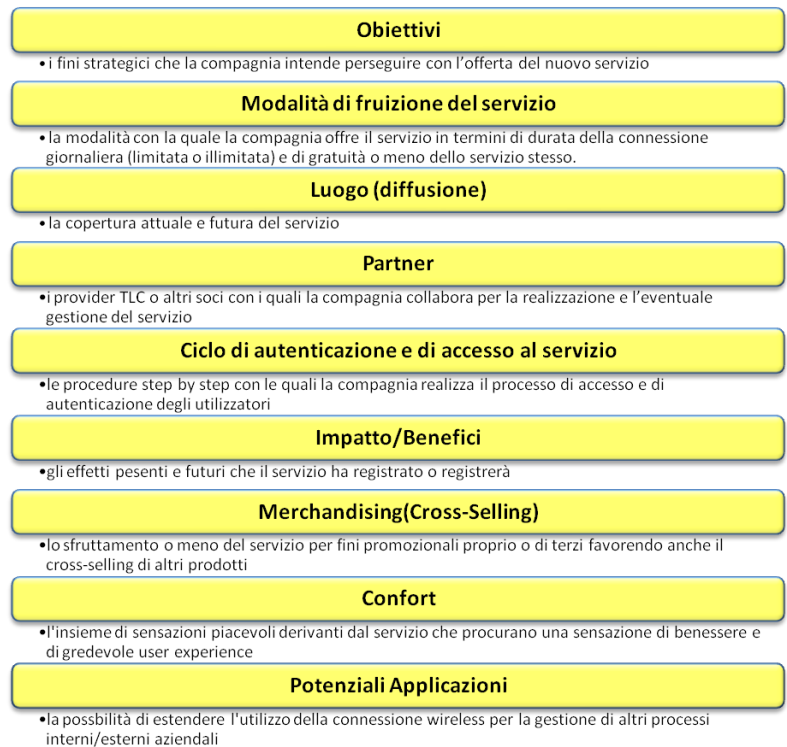 Obiettivi
• i fini strategici che la compagnia intende perseguire con l'offerta del nuovo servizio
Modalità di fruizione del servizio
• la modalità con la quale la compagnia offre il servizio in termini di durata della connessione
giornaliera (limitata o illimitata) e di gratuità o meno dello servizio stesso.
Luogo (diffusione)
• la copertura attuale e futura del servizio
Partner
•i provider TLC o altri soci con i quali la compagnia collabora per la realizzazione e l'eventuale
gestione del servizio
Ciclo di autenticazione e di accesso al servizio
•le procedure step by step con le quali la compagnia realizza il processo di accesso e di
autenticazione degli utilizzatori
Impatto/Benefici
•gli effetti pesenti e futuri che il servizio ha registrato o registrerà
Merchandising(Cross-Selling)
•lo sfruttamento o meno del servizio per fini promozionali proprio o di terzi favorendo anche il
cross-selling di altri prodotti
Confort
•l'insieme di sensazioni piacevoli derivanti dal servizio che procurano una sensazione di benessere e
di gredevole user experience
Potenziali Applicazioni
•la possbilità di estendere l'utilizzo della connessione wireless per la gestione di altri processi
interni/esterni aziendali